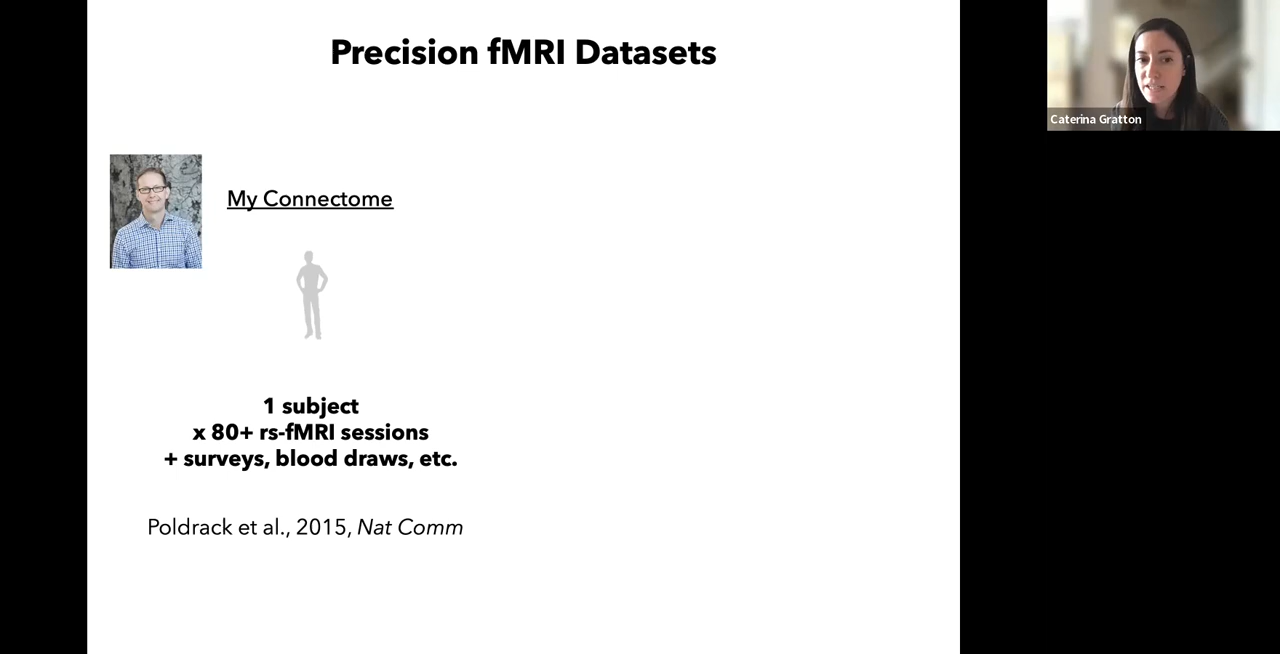 Precision fMRI Datasets
Caterina Gratton
My Connectome
1 subject
x 80+ rs-fMRI sessions
+ surveys, blood draws, etc.
Poldrack et al., 2015, Nat Comm